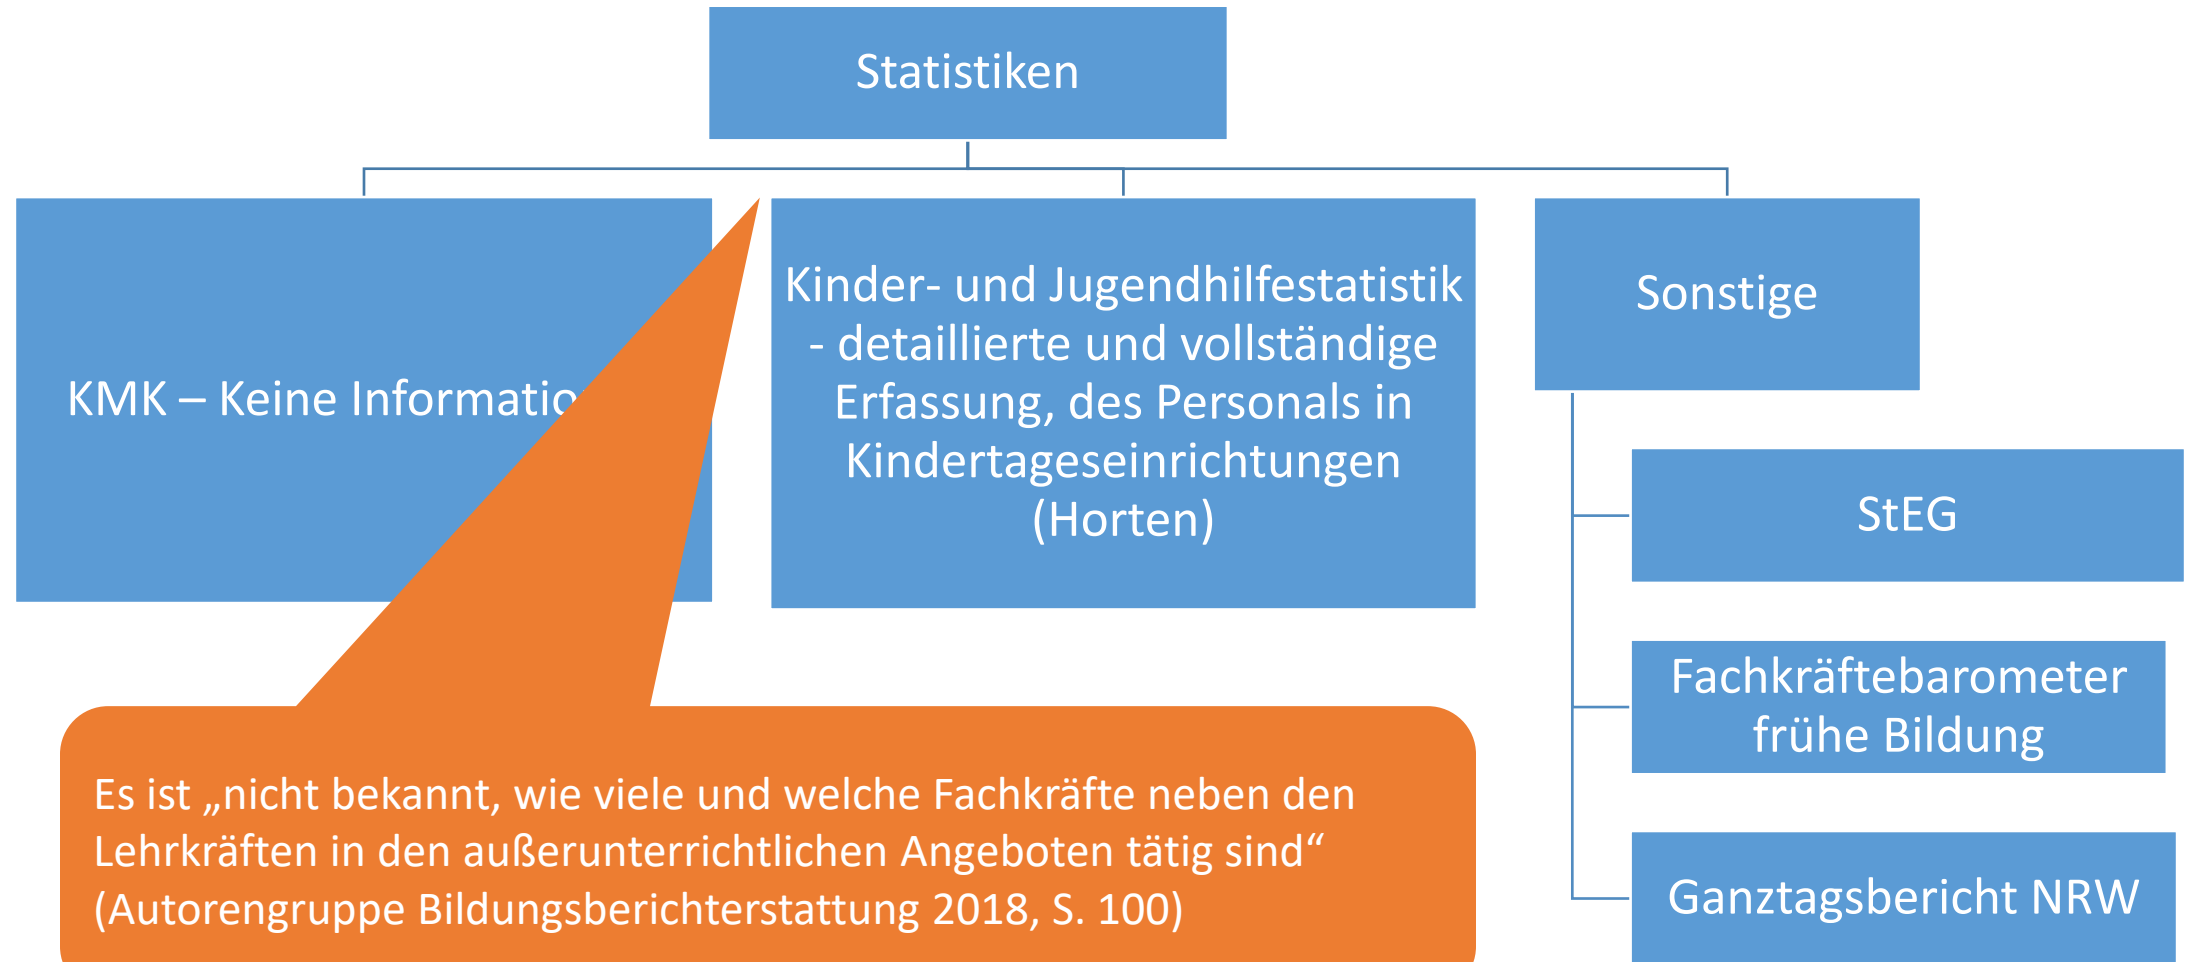 Statistiken
KMK – Keine Informatio
Kinder- und Jugendhilfestatistik
- detaillierte und vollständige
Erfassung, des Personals in
Kindertageseinrichtungen
(Horten)
Sonstige
StEG
Fachkräftebarometer
frühe Bildung
Ganztagsbericht NRW
Es ist „nicht bekannt, wie viele und welche Fachkräfte neben den
Lehrkräften in den außerunterrichtlichen Angeboten tätig sind“
(Autorengruppe Bildungsberichterstattung 2018, S. 100)